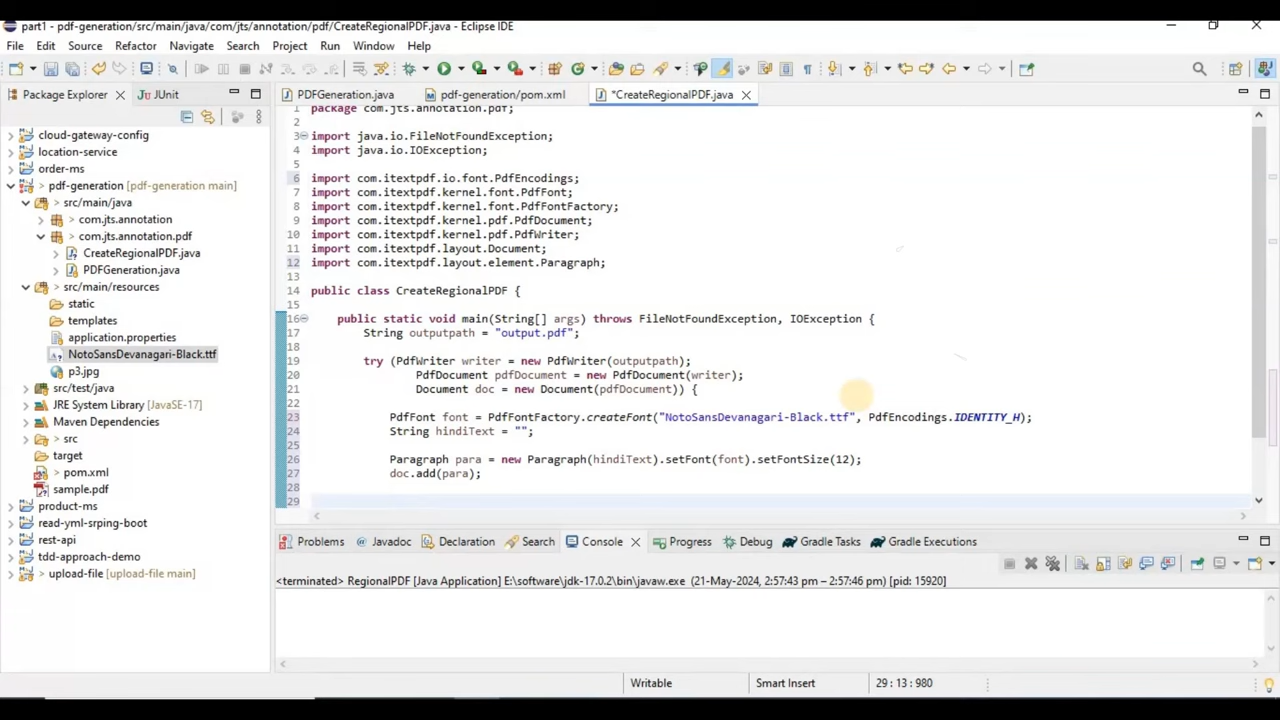 part1 - pdf-generation/src/main/java/com/jts/annotation/pdf/CreateRegionalPDF.java - Eclipse IDE
File Edit Source Refactor Navigate Search Project Run Window Help
Package Explorer
JUnit
PDFGeneration.java
pdf-generation/pom.xml
*CreateRegionalPDF.java
cloud-gateway-config
location-service
order-ms
> pdf-generation [pdf-generation main]
> src/main/java
> com.jts.annotation
> com.jts.annotation.pdf
CreateRegionalPDF.java
> PDFGeneration.java
> src/main/resources
static
templates
application.properties
NotoSansDevanagari-Black.ttf
p3.jpg
> src/test/java
JRE System Library [JavaSE-17]
Maven Dependencies
> src
target
> pom.xml
sample.pdf
product-ms
read-yml-srping-boot
rest-api
tdd-approach-demo
> upload-file [upload-file main]
1 package com.jts.annotation.pdf;
2
3 import java.io.FileNotFoundException;
4 import java.io.IOException;
5
6 import com.itextpdf.io.font.PdfEncodings;
7 import com.itextpdf.kernel.font.PdfFont;
8 import com.itextpdf.kernel.font.PdfFontFactory;
9 import com.itextpdf.kernel.pdf.PdfDocument;
10 import com.itextpdf.kernel.pdf.PdfWriter;
11 import com.itextpdf.layout.Document;
12 import com.itextpdf.layout.element.Paragraph;
13
14 public class CreateRegionalPDF {
15
16 public static void main(String[] args) throws FileNotFoundException, IOException {
17 String outputpath = "output.pdf";
18
19 try (PdfWriter writer = new PdfWriter(outputpath);
20 PdfDocument pdfDocument = new PdfDocument(writer);
21 Document doc = new Document(pdfDocument)) {
22
23 PdfFont font = PdfFontFactory.createFont("NotoSansDevanagari-Black.ttf", PdfEncodings.IDENTITY_H);
24 String hindiText = "";
25
26 Paragraph para = new Paragraph(hindiText).setFont(font).setFontSize(12);
27 doc.add(para);
28
29
Problems Javadoc Declaration Search Console Progress Debug Gradle Tasks Gradle Executions
<terminated> RegionalPDF [Java Application] E:\software\jdk-17.0.2\bin\javaw.exe (21-May-2024, 2:57:43 pm – 2:57:46 pm) [pid: 15920]
Writable Smart Insert 29 : 13 : 980